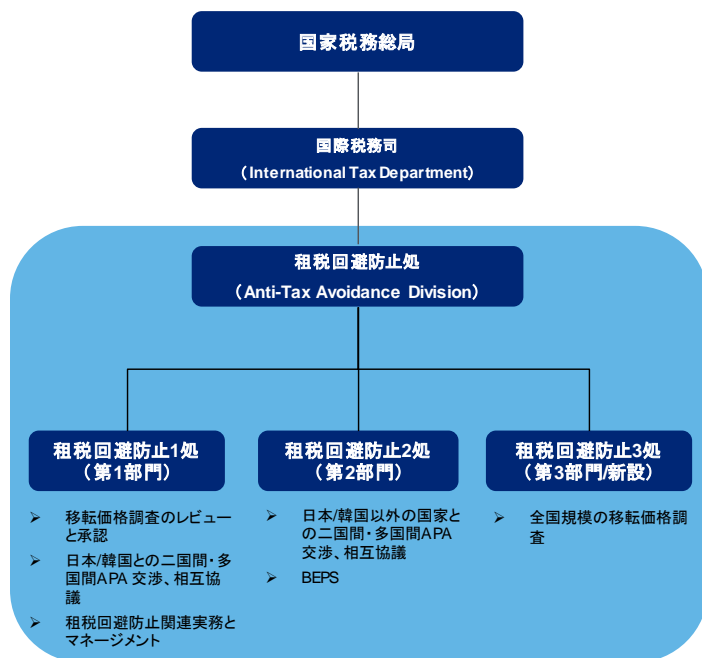 国家税務総局
国際税務司
（International Tax Department）
租税回避防止処
（Anti-Tax Avoidance Division）
租税回避防止1処
（第1部門）
租税回避防止2処
（第2部門）
租税回避防止3処
（第3部門/新設）
➢ 移転価格調査のレビュー
と承認
➢ 日本/韓国との二国間・多
国間APA 交渉、相互協
議
➢ 租税回避防止関連実務と
マネージメント
➢ 日本/韓国以外の国家と
の二国間・多国間APA
交渉、相互協議
➢ BEPS
➢ 全国規模の移転価格調
査